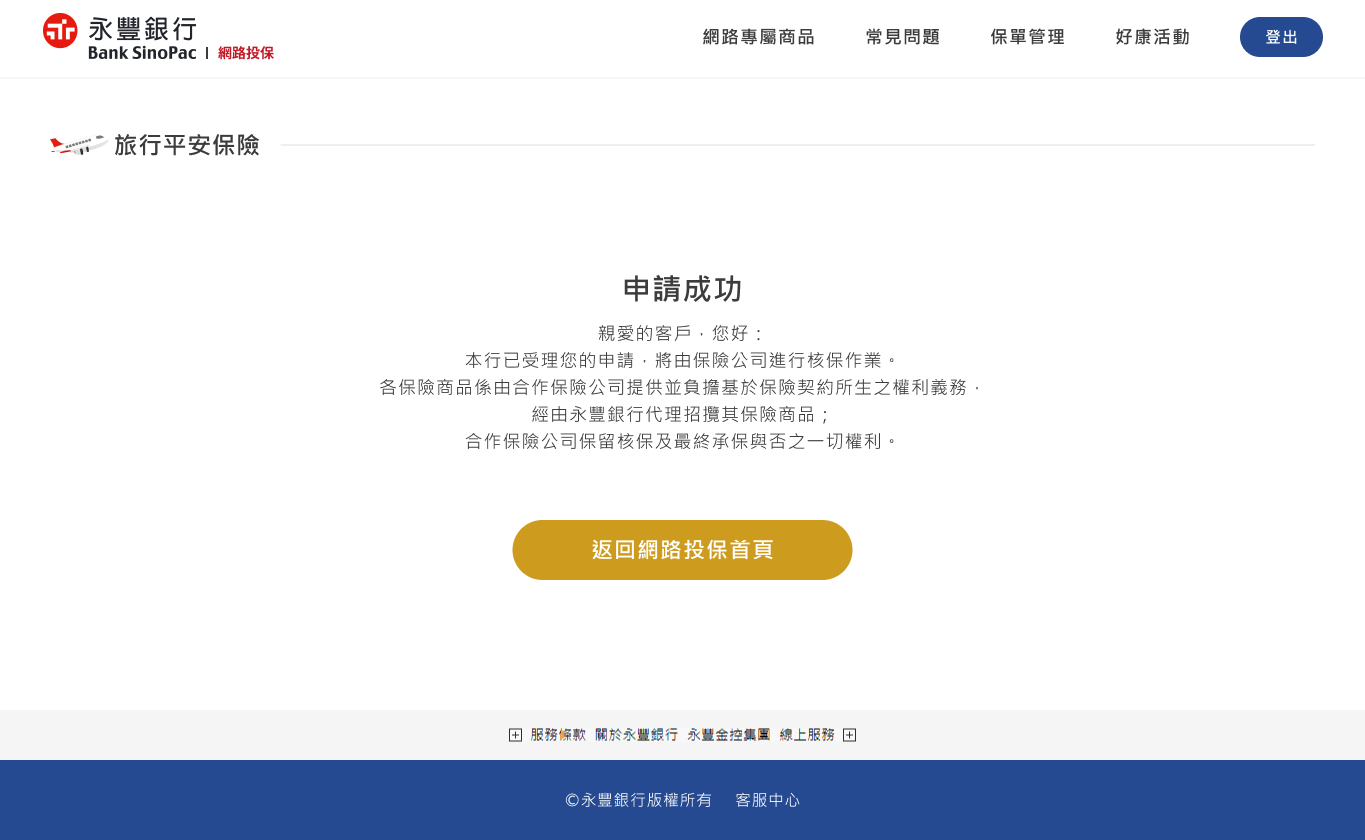 永豐銀行
Bank SinoPac | 網路投保
網路專屬商品 常見問題 保單管理 好康活動 登出
旅行平安保險
申請成功
親愛的客戶，您好：
本行已受理您的申請，將由保險公司進行核保作業。
各保險商品係由合作保險公司提供並負擔基於保險契約所生之權利義務，
經由永豐銀行代理招攬其保險商品；
合作保險公司保留核保及最終承保與否之一切權利。
返回網路投保首頁
服務條款 關於永豐銀行 永豐金控集團 線上服務
©永豐銀行版權所有 客服中心